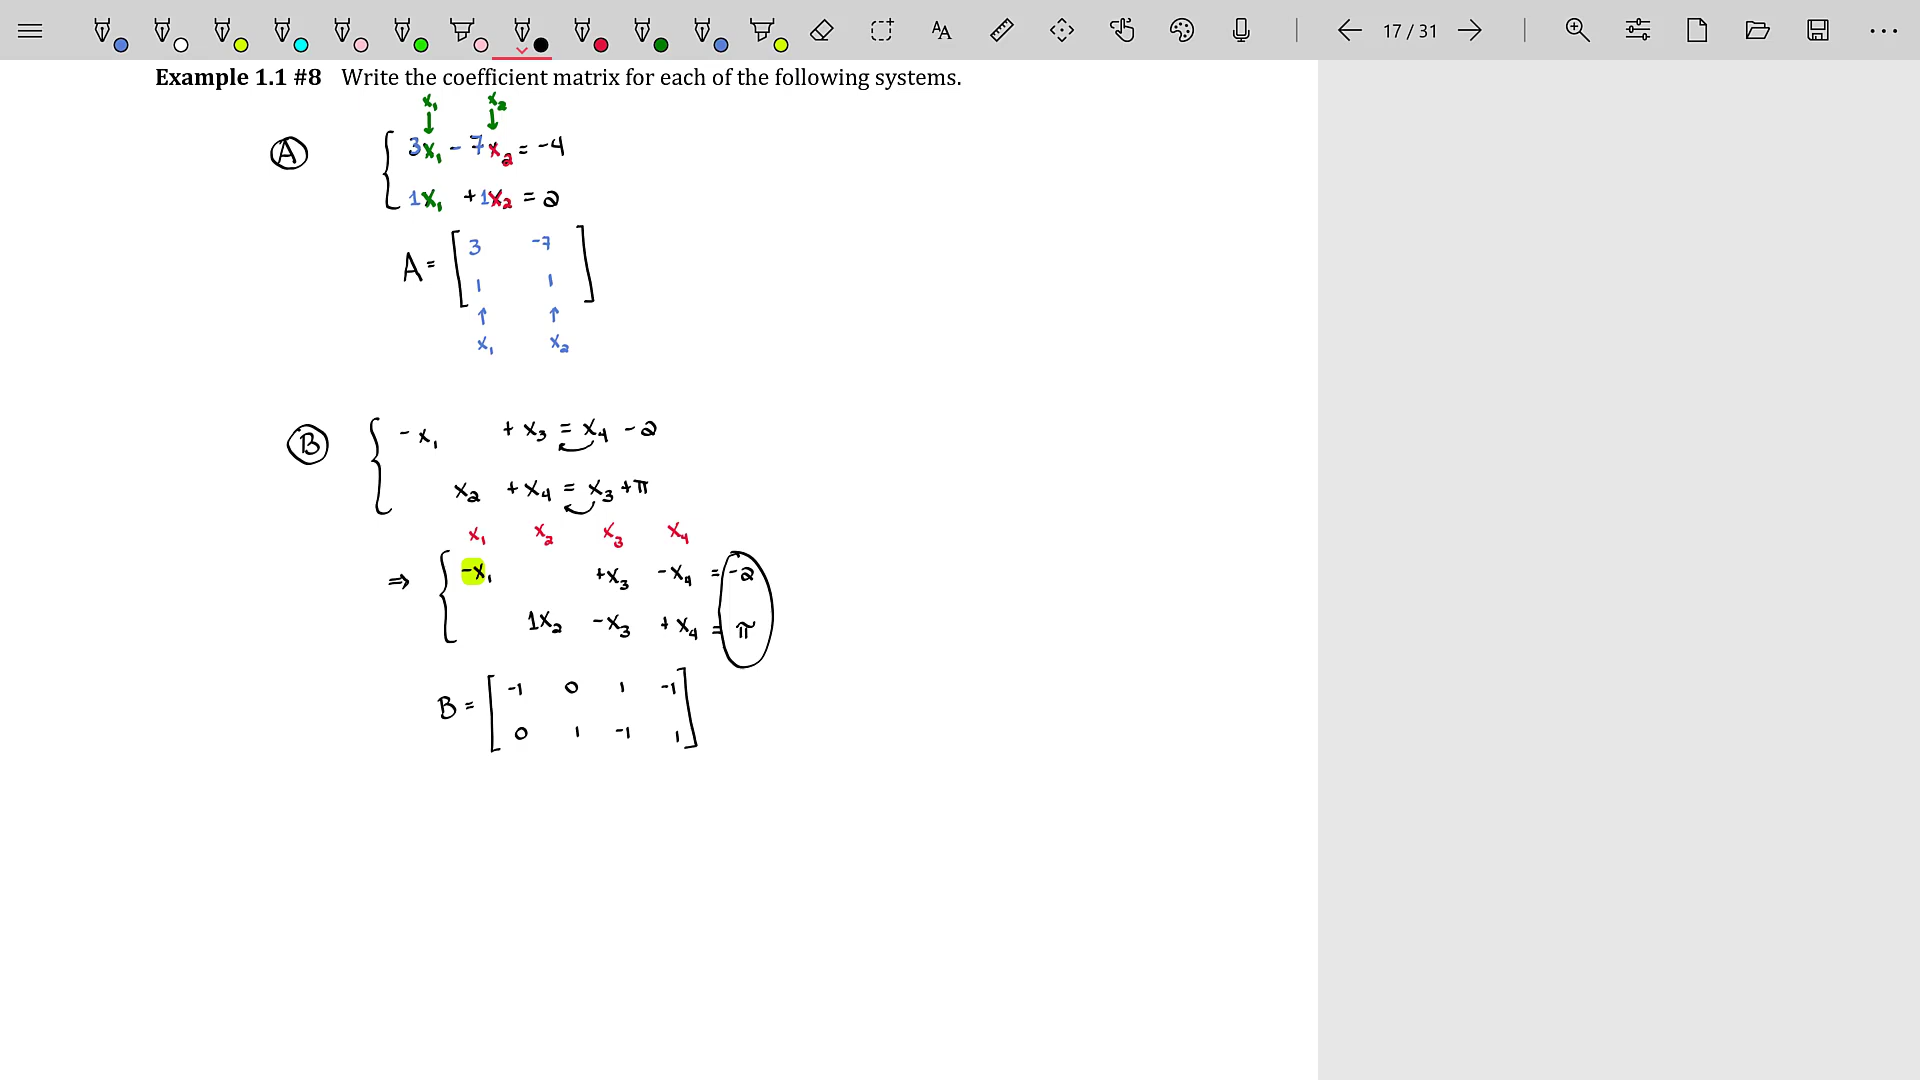 17 / 31
Example 1.1 #8 Write the coefficient matrix for each of the following systems.
x₁ x₂
↓ ↓
Ⓐ { 3x₁ - 7x₂ = -4
1x₁ + 1x₂ = 2
A = [ 3 -7
1 1 ]
↑ ↑
x₁ x₂
Ⓑ { -x₁ + x₃ = x₄ - 2
x₂ + x₄ = x₃ + π
x₁ x₂ x₃ x₄
⇒ { -x₁ +x₃ -x₄ = -2
1x₂ -x₃ +x₄ = π
B = [ -1 0 1 -1
0 1 -1 1 ]